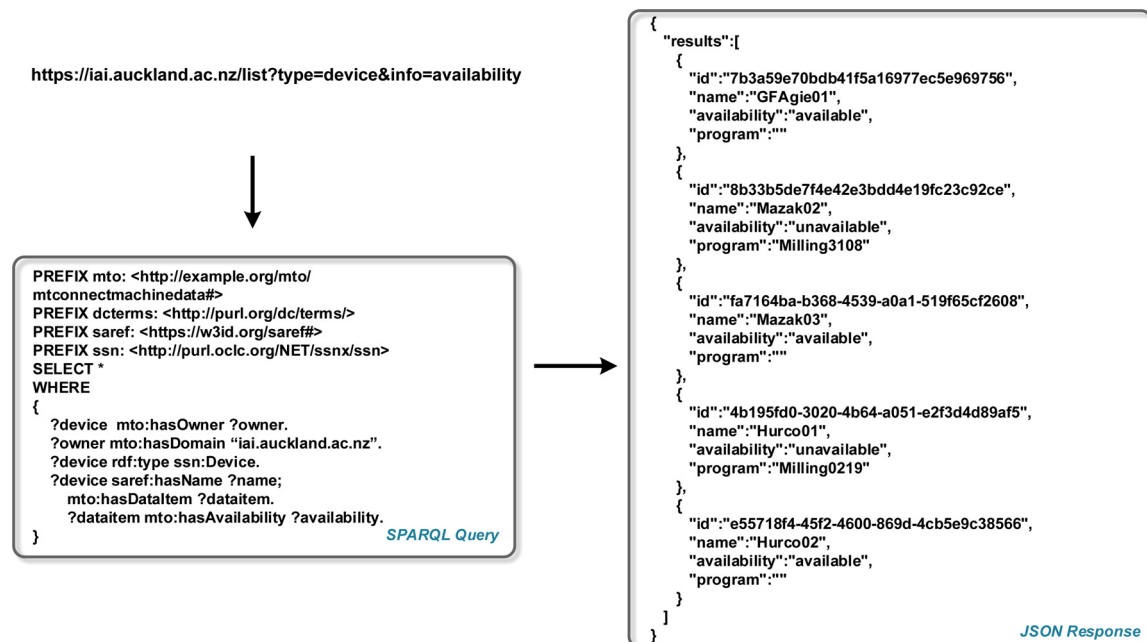 https://iai.auckland.ac.nz/list?type=device&info=availability
PREFIX mto: <http://example.org/mto/
mtconnectmachinedata#>
PREFIX dcterms: <http://purl.org/dc/terms/>
PREFIX saref: <https://w3id.org/saref#>
PREFIX ssn: <http://purl.oclc.org/NET/ssnx/ssn>
SELECT *
WHERE
{
?device  mto:hasOwner ?owner.
?owner mto:hasDomain “iai.auckland.ac.nz”.
?device rdf:type ssn:Device.
?device saref:hasName ?name;
mto:hasDataItem ?dataitem.
?dataitem mto:hasAvailability ?availability.
}
SPARQL Query
{
"results":[
{
"id":"7b3a59e70bdb41f5a16977ec5e969756",
"name":"GFAgie01",
"availability":"available",
"program":""
},
{
"id":"8b33b5de7f4e42e3bdd4e19fc23c92ce",
"name":"Mazak02",
"availability":"unavailable",
"program":"Milling3108"
},
{
"id":"fa7164ba-b368-4539-a0a1-519f65cf2608",
"name":"Mazak03",
"availability":"available",
"program":""
},
{
"id":"4b195fd0-3020-4b64-a051-e2f3d4d89af5",
"name":"Hurco01",
"availability":"unavailable",
"program":"Milling0219"
},
{
"id":"e55718f4-45f2-4600-869d-4cb5e9c38566",
"name":"Hurco02",
"availability":"available",
"program":""
}
]
}
JSON Response